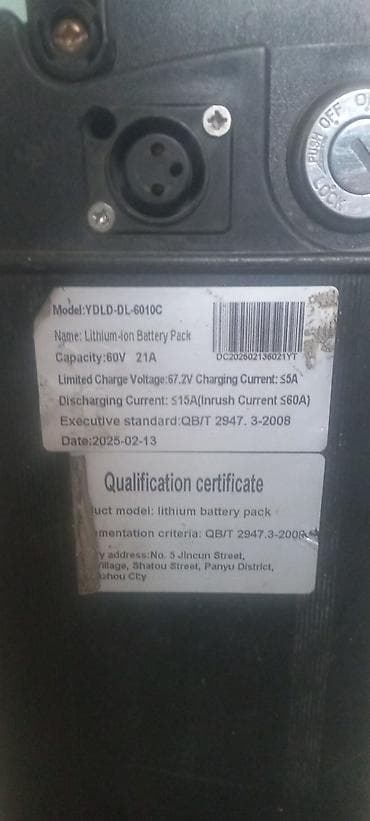 PUSH OFF
LOCK
Model:YDLD-DL-6010C
Name: Lithium-ion Battery Pack
Capacity:60V 21A
DC202502136021YT
Limited Charge Voltage:67.2V Charging Current: ≤5A
Discharging Current: ≤15A(Inrush Current ≤60A)
Executive standard:QB/T 2947. 3-2008
Date:2025-02-13
Qualification certificate
uct model: lithium battery pack
mentation criteria: QB/T 2947.3-2008
y address:No. 5 Jincun Street,
illage, Shatou Street, Panyu District,
uzhou City